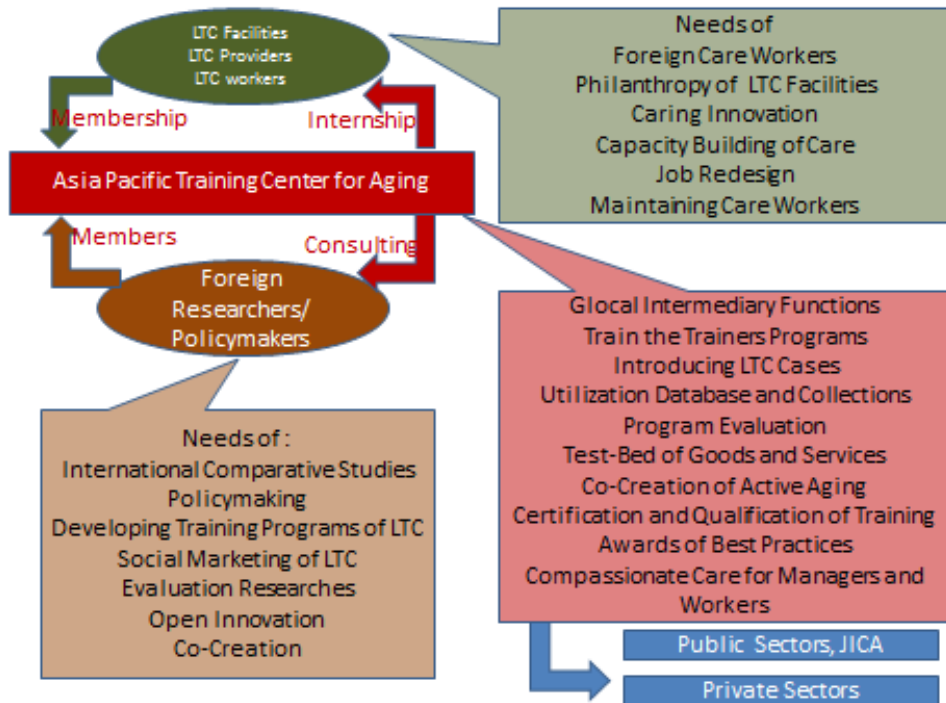 LTC Facilities
LTC Providers
LTC workers
Membership
Internship
Asia Pacific Training Center for Aging
Members
Consulting
Foreign
Researchers/
Policymakers
Needs of
Foreign Care Workers
Philanthropy of LTC Facilities
Caring Innovation
Capacity Building of Care
Job Redesign
Maintaining Care Workers
Needs of :
International Comparative Studies
Policymaking
Developing Training Programs of LTC
Social Marketing of LTC
Evaluation Researches
Open Innovation
Co-Creation
Glocal Intermediary Functions
Train the Trainers Programs
Introducing LTC Cases
Utilization Database and Collections
Program Evaluation
Test-Bed of Goods and Services
Co-Creation of Active Aging
Certification and Qualification of Training
Awards of Best Practices
Compassionate Care for Managers and
Workers
Public Sectors, JICA
Private Sectors